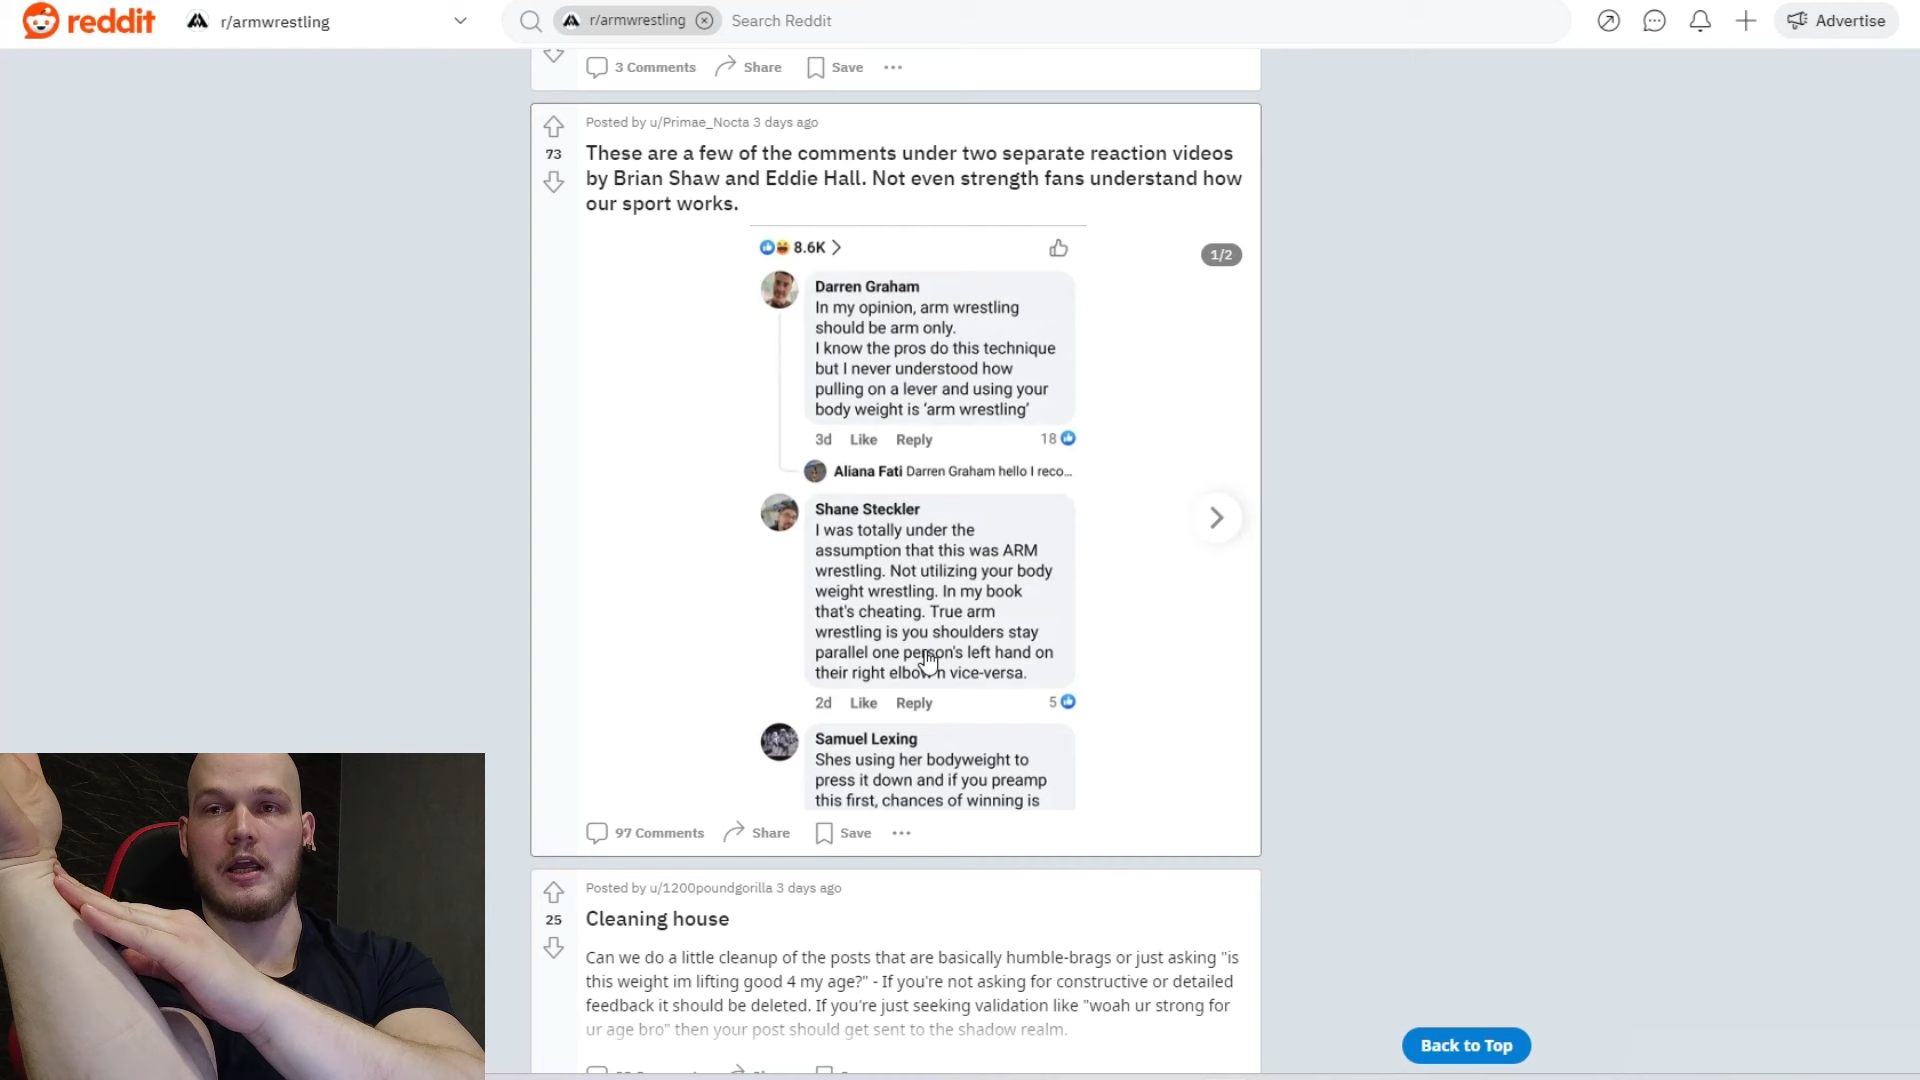 reddit r/armwrestling r/armwrestling Search Reddit Advertise
3 Comments Share Save
Posted by u/Primae_Nocta 3 days ago
73
These are a few of the comments under two separate reaction videos
by Brian Shaw and Eddie Hall. Not even strength fans understand how
our sport works.
8.6K
1/2
Darren Graham
In my opinion, arm wrestling
should be arm only.
I know the pros do this technique
but I never understood how
pulling on a lever and using your
body weight is ‘arm wrestling’
3d Like Reply 18
Aliana Fati Darren Graham hello I reco...
Shane Steckler
I was totally under the
assumption that this was ARM
wrestling. Not utilizing your body
weight wrestling. In my book
that's cheating. True arm
wrestling is you shoulders stay
parallel one person's left hand on
their right elbow n vice-versa.
2d Like Reply 5
Samuel Lexing
Shes using her bodyweight to
press it down and if you preamp
this first, chances of winning is
97 Comments Share Save
Posted by u/1200poundgorilla 3 days ago
25
Cleaning house
Can we do a little cleanup of the posts that are basically humble-brags or just asking "is
this weight im lifting good 4 my age?" - If you're not asking for constructive or detailed
feedback it should be deleted. If you're just seeking validation like "woah ur strong for
ur age bro" then your post should get sent to the shadow realm.
Back to Top